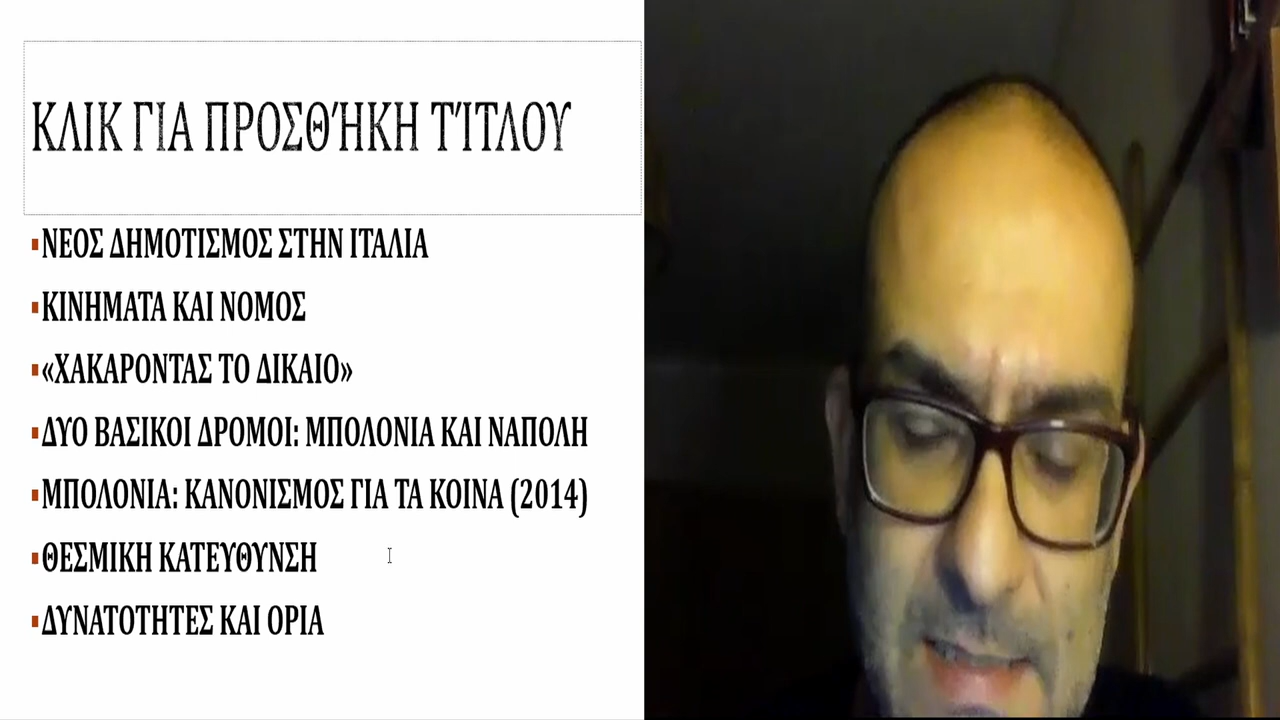 ΚΛΙΚ ΓΙΑ ΠΡΟΣΘΉΚΗ ΤΊΤΛΟΥ
▪ΝΕΟΣ ΔΗΜΟΤΙΣΜΟΣ ΣΤΗΝ ΙΤΑΛΙΑ
▪ΚΙΝΗΜΑΤΑ ΚΑΙ ΝΟΜΟΣ
▪«ΧΑΚΑΡΟΝΤΑΣ ΤΟ ΔΙΚΑΙΟ»
▪ΔΥΟ ΒΑΣΙΚΟΙ ΔΡΟΜΟΙ: ΜΠΟΛΟΝΙΑ ΚΑΙ ΝΑΠΟΛΗ
▪ΜΠΟΛΟΝΙΑ: ΚΑΝΟΝΙΣΜΟΣ ΓΙΑ ΤΑ ΚΟΙΝΑ (2014)
▪ΘΕΣΜΙΚΗ ΚΑΤΕΥΘΥΝΣΗ
▪ΔΥΝΑΤΟΤΗΤΕΣ ΚΑΙ ΟΡΙΑ